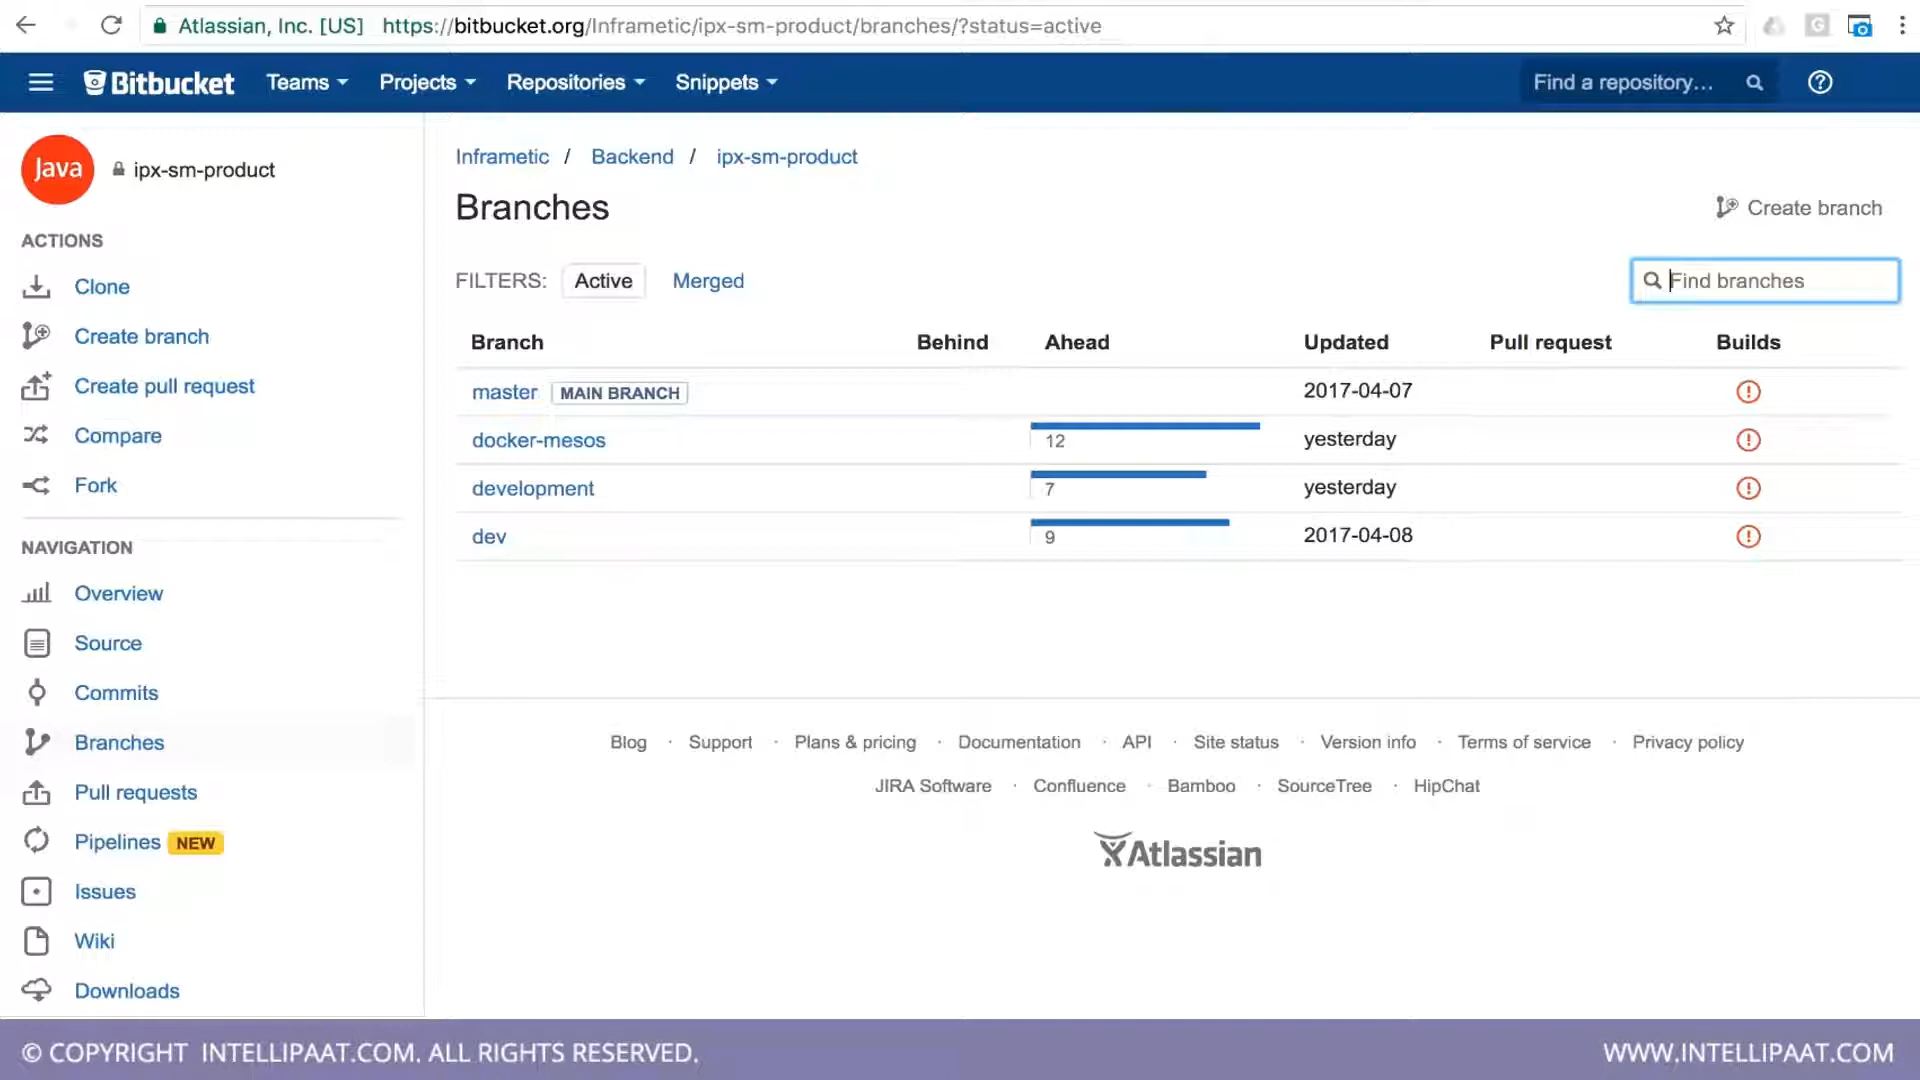 Atlassian, Inc. [US] https://bitbucket.org/Inframetic/ipx-sm-product/branches/?status=active
Bitbucket Teams Projects Repositories Snippets Find a repository...
Java ipx-sm-product
ACTIONS
Clone
Create branch
Create pull request
Compare
Fork
NAVIGATION
Overview
Source
Commits
Branches
Pull requests
Pipelines NEW
Issues
Wiki
Downloads
Inframetic / Backend / ipx-sm-product
Branches
Create branch
FILTERS: Active Merged
Find branches
Branch Behind Ahead Updated Pull request Builds
master MAIN BRANCH 2017-04-07
docker-mesos 12 yesterday
development 7 yesterday
dev 9 2017-04-08
Blog · Support · Plans & pricing · Documentation · API · Site status · Version info · Terms of service · Privacy policy
JIRA Software · Confluence · Bamboo · SourceTree · HipChat
Atlassian
© COPYRIGHT INTELLIPAAT.COM. ALL RIGHTS RESERVED.
WWW.INTELLIPAAT.COM